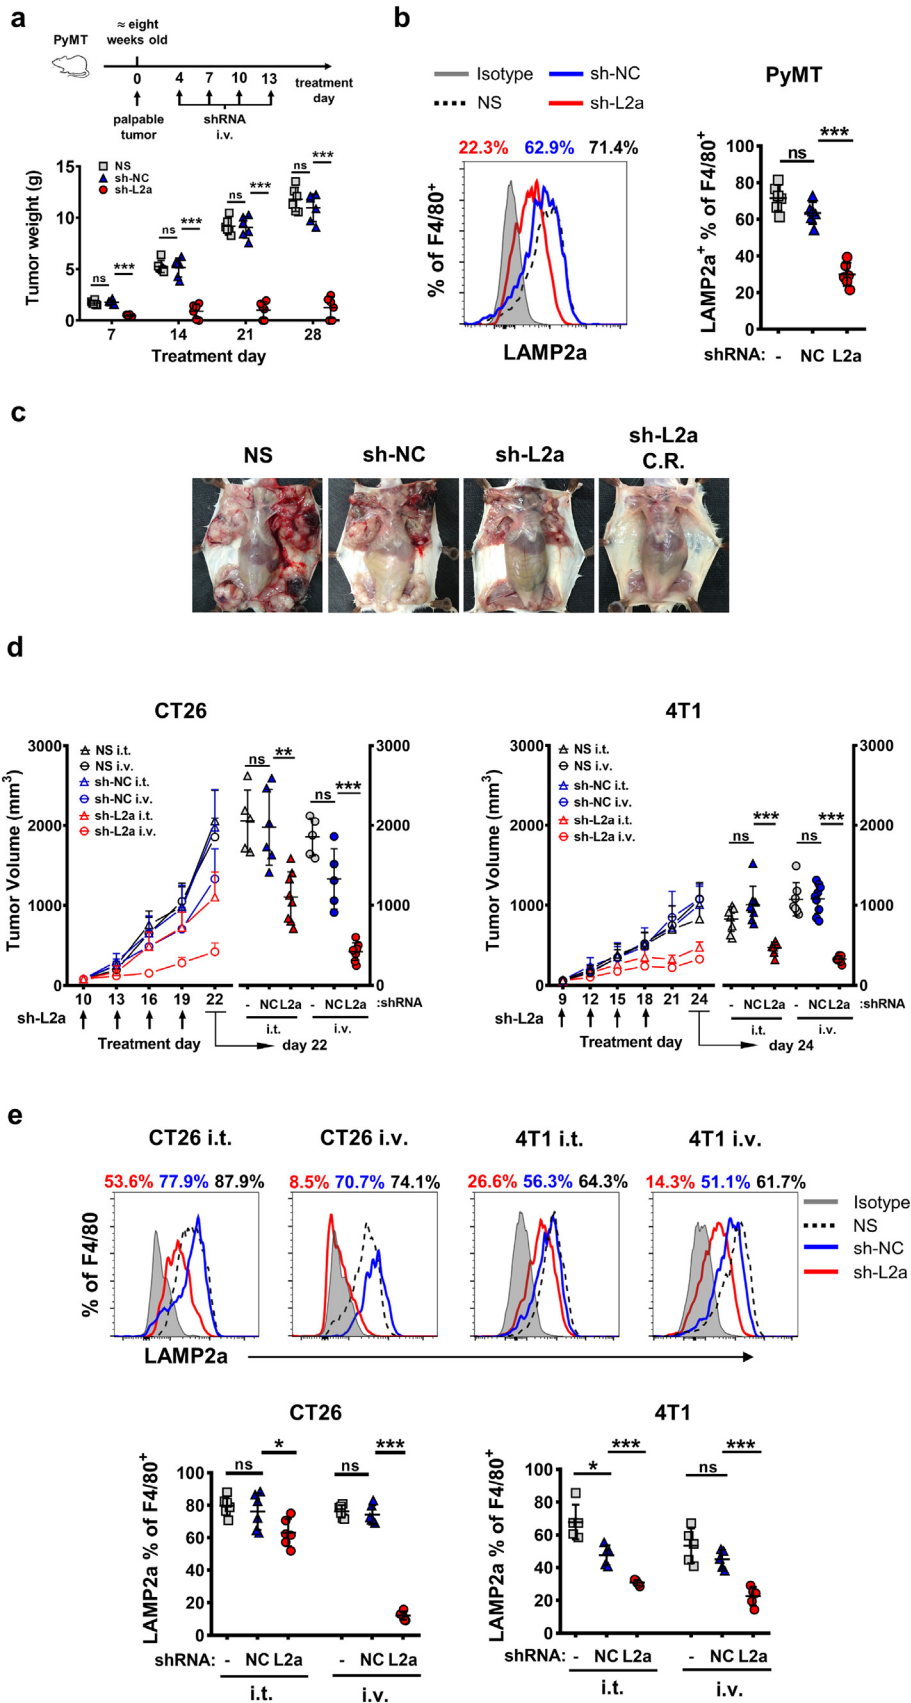 a
PyMT
≈ eight
weeks old
0 4 7 10 13
treatment
day
palpable
tumor
shRNA
i.v.
Tumor weight (g)
15
10
5
0
NS
sh-NC
sh-L2a
ns ***
ns ***
ns ***
ns ***
7 14 21 28
Treatment day
b
Isotype sh-NC
NS sh-L2a
22.3% 62.9% 71.4%
% of F4/80+
LAMP2a
PyMT
LAMP2a+ % of F4/80+
100
80
60
40
20
0
ns ***
shRNA: - NC L2a
c
NS sh-NC sh-L2a sh-L2a
C.R.
d
CT26
Tumor Volume (mm3)
3000
2000
1000
0
NS i.t.
NS i.v.
sh-NC i.t.
sh-NC i.v.
sh-L2a i.t.
sh-L2a i.v.
ns ** ns ***
3000
2000
1000
0
10 13 16 19 22
- NC L2a - NC L2a :shRNA
i.t. i.v.
sh-L2a
Treatment day
day 22
4T1
Tumor Volume (mm3)
3000
2000
1000
0
NS i.t.
NS i.v.
sh-NC i.t.
sh-NC i.v.
sh-L2a i.t.
sh-L2a i.v.
ns *** ns ***
3000
2000
1000
0
9 12 15 18 21 24
- NC L2a - NC L2a :shRNA
i.t. i.v.
sh-L2a
Treatment day
day 24
e
CT26 i.t. CT26 i.v. 4T1 i.t. 4T1 i.v.
53.6% 77.9% 87.9% 8.5% 70.7% 74.1% 26.6% 56.3% 64.3% 14.3% 51.1% 61.7%
% of F4/80
Isotype
NS
sh-NC
sh-L2a
LAMP2a
CT26
LAMP2a % of F4/80+
100
80
60
40
20
0
ns * ns ***
shRNA: - NC L2a - NC L2a
i.t. i.v.
4T1
LAMP2a % of F4/80+
100
80
60
40
20
0
* *** ns ***
shRNA: - NC L2a - NC L2a
i.t. i.v.